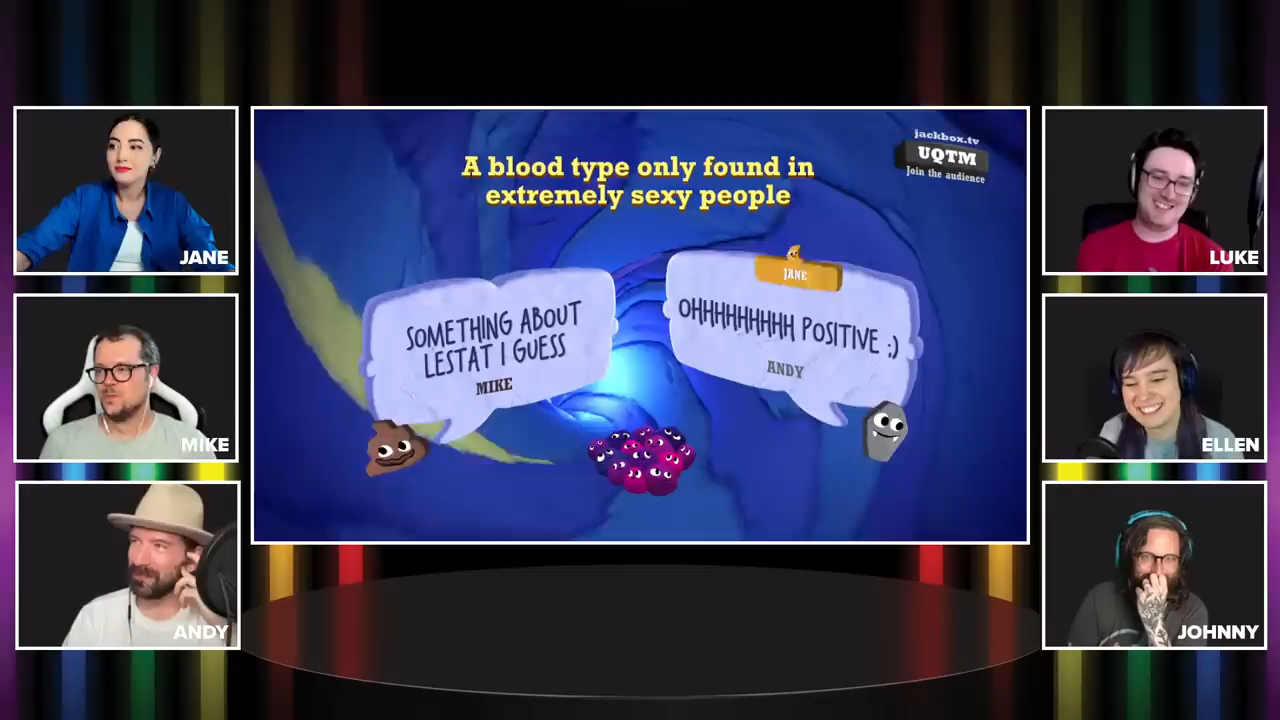 jackbox.tv
UQTM
Join the audience
A blood type only found in
extremely sexy people
SOMETHING ABOUT
LESTAT I GUESS
MIKE
JANE
OHHHHHHHHH POSITIVE :)
ANDY
JANE
MIKE
ANDY
LUKE
ELLEN
JOHNNY